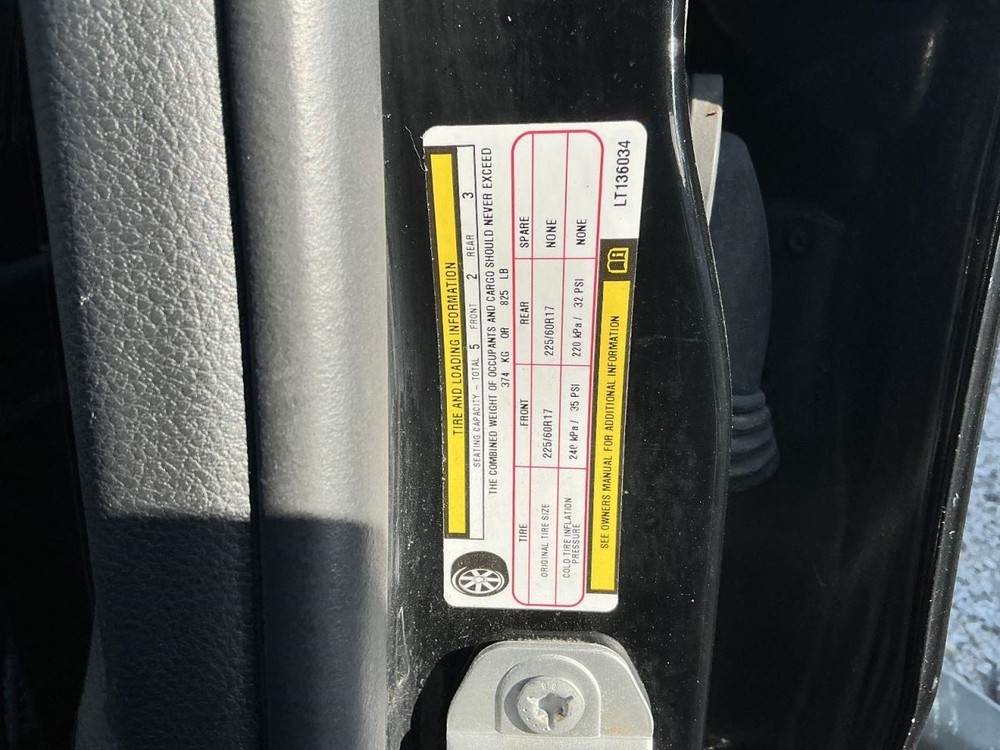 TIRE AND LOADING INFORMATION
SEATING CAPACITY - TOTAL 5 FRONT 2 REAR 3
THE COMBINED WEIGHT OF OCCUPANTS AND CARGO SHOULD NEVER EXCEED
374 KG OR 825 LB
TIRE FRONT REAR SPARE
ORIGINAL TIRE SIZE 225/60R17 225/60R17 NONE
COLD TIRE INFLATION
PRESSURE 240 kPa / 35 PSI 220 kPa / 32 PSI NONE
SEE OWNERS MANUAL FOR ADDITIONAL INFORMATION
LT136034